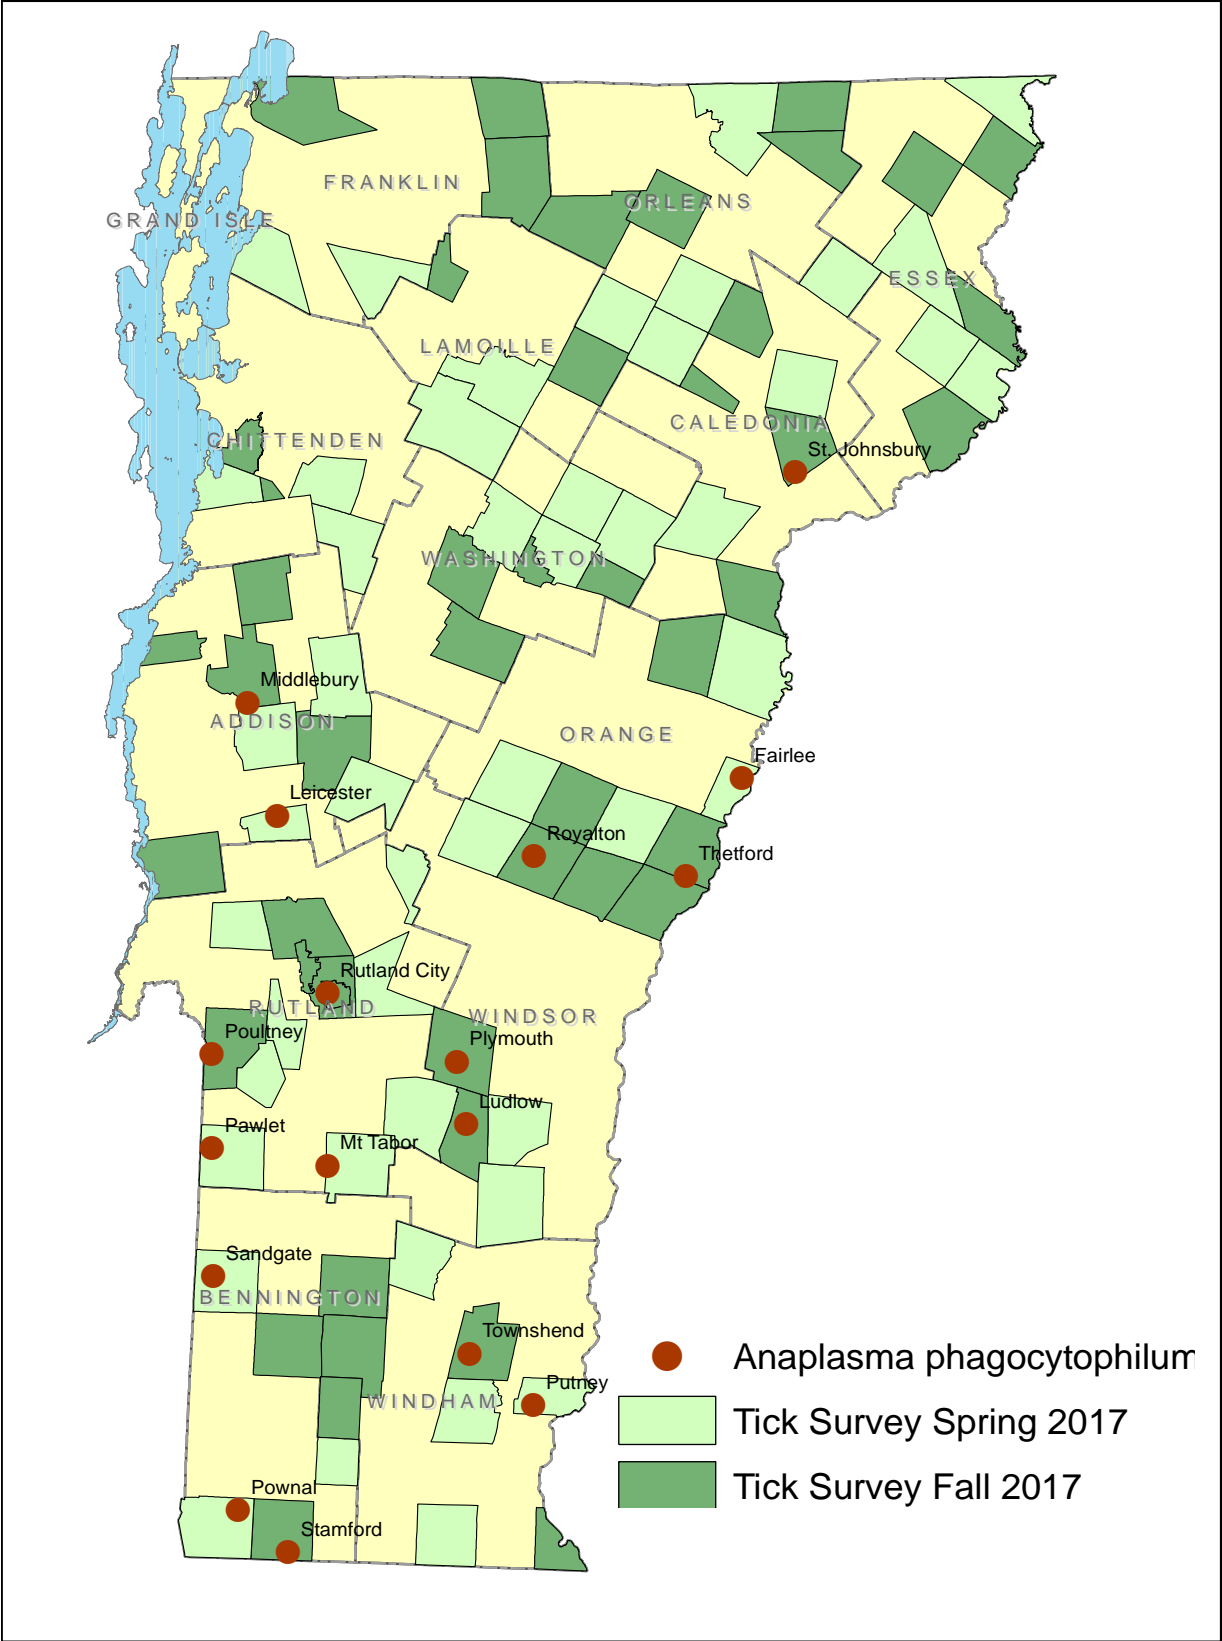 FRANKLIN
ORLEANS
GRAND ISLE
ESSEX
LAMOILLE
CALEDONIA
CHITTENDEN
St. Johnsbury
WASHINGTON
Middlebury
ADDISON
ORANGE
Fairlee
Leicester
Royalton
Thetford
Rutland City
RUTLAND
WINDSOR
Poultney
Plymouth
Ludlow
Pawlet
Mt Tabor
Sandgate
BENNINGTON
Townshend
Anaplasma phagocytophilum
Putney
WINDHAM
Tick Survey Spring 2017
Tick Survey Fall 2017
Pownal
Stamford